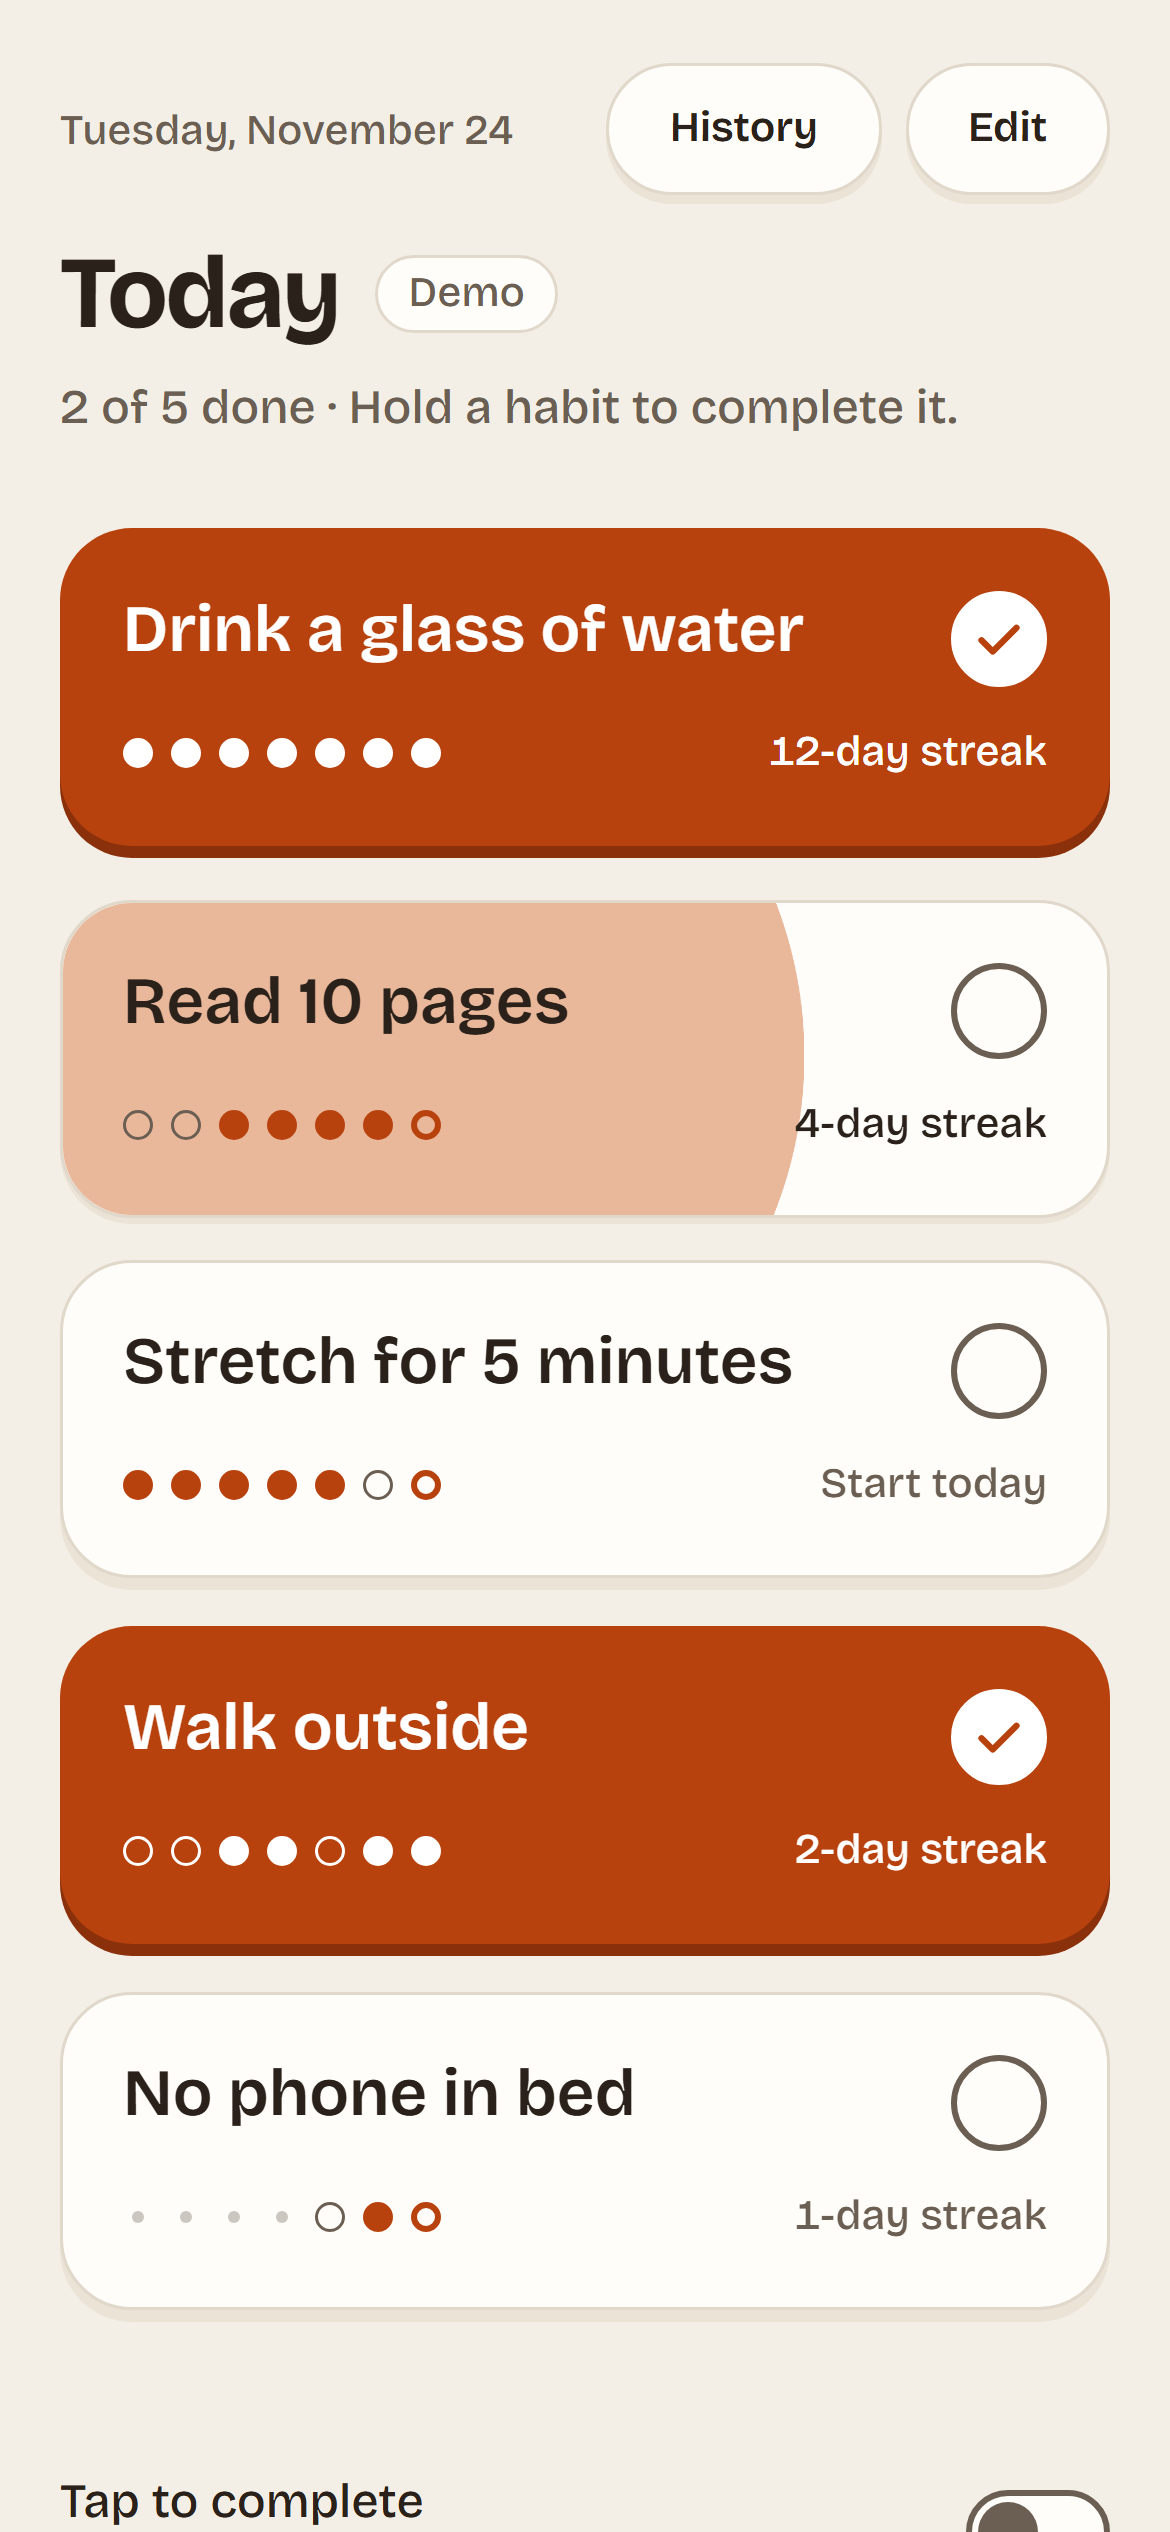 Tuesday, November 24
History
Edit
Today
Demo
2 of 5 done · Hold a habit to complete it.
Drink a glass of water
12-day streak
Read 10 pages
4-day streak
Stretch for 5 minutes
Start today
Walk outside
2-day streak
No phone in bed
1-day streak
Tap to complete